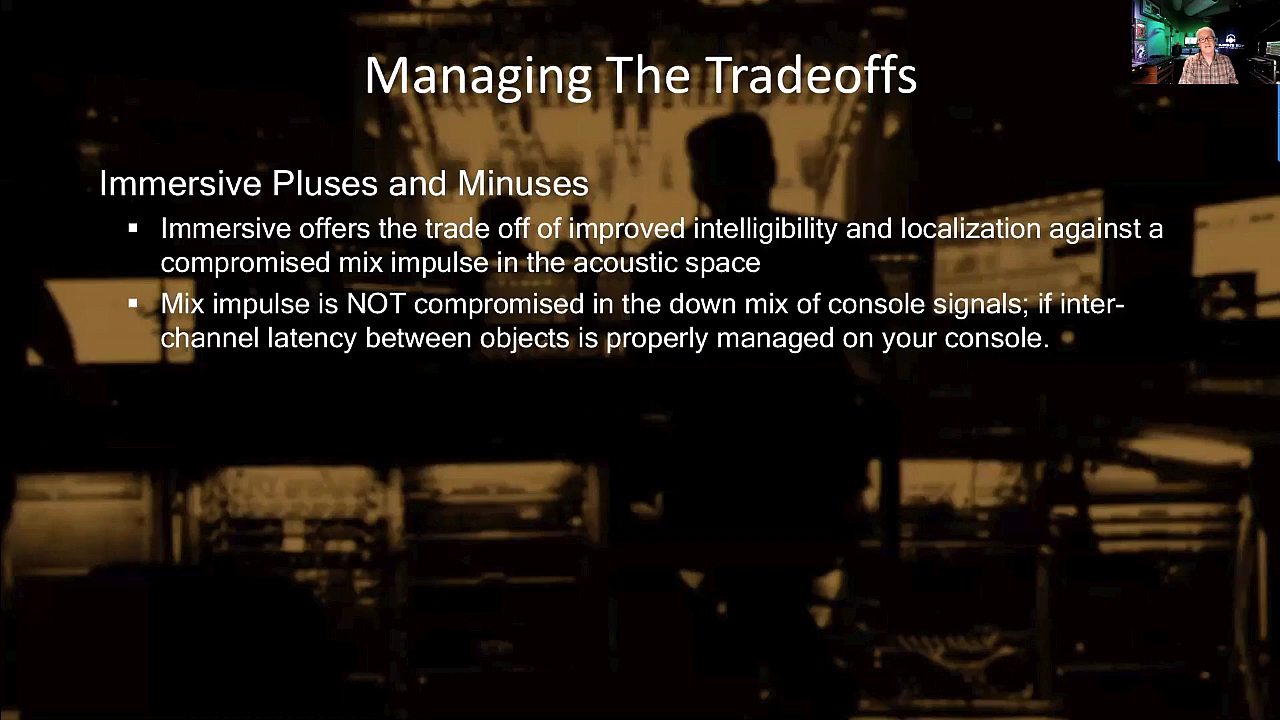 Managing The Tradeoffs
Immersive Pluses and Minuses
▪ Immersive offers the trade off of improved intelligibility and localization against a
compromised mix impulse in the acoustic space
▪ Mix impulse is NOT compromised in the down mix of console signals; if inter-
channel latency between objects is properly managed on your console.